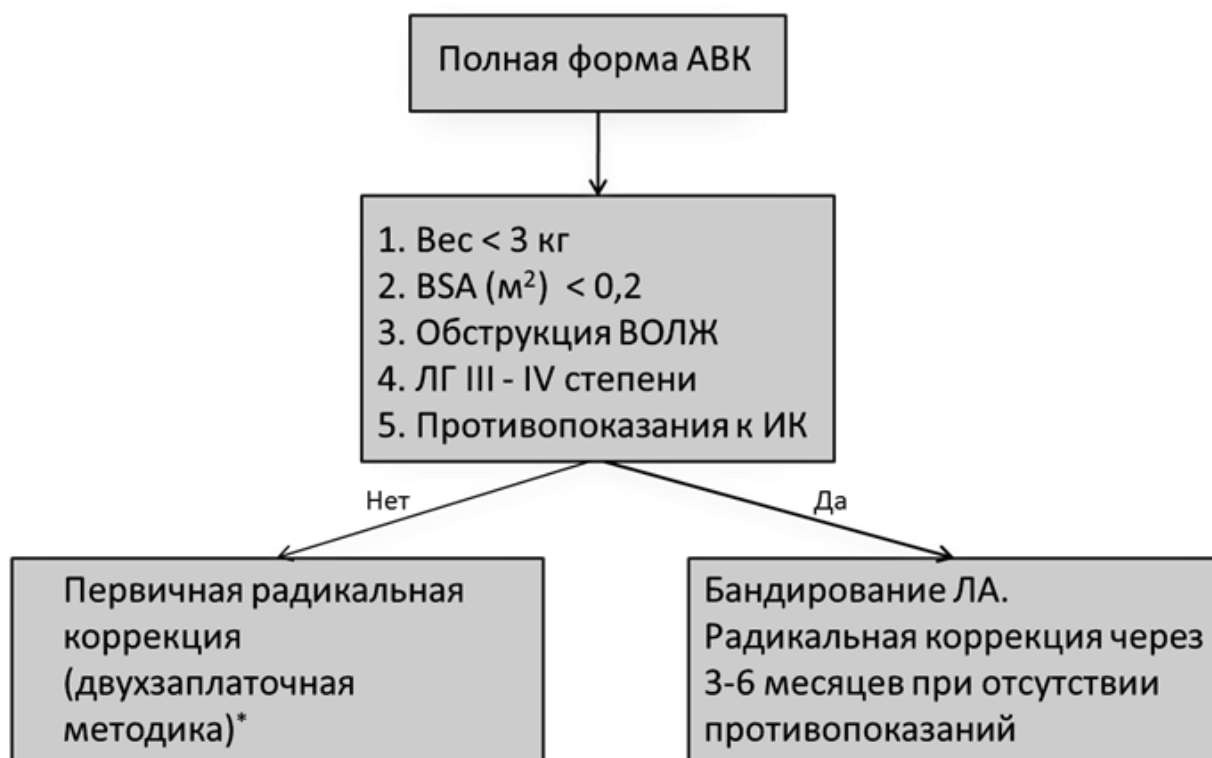 Полная форма АВК
1. Вес < 3 кг
2. BSA (м²) < 0,2
3. Обструкция ВОЛЖ
4. ЛГ III - IV степени
5. Противопоказания к ИК
Нет
Да
Первичная радикальная
коррекция
(двухзаплаточная
методика)*
Бандирование ЛА.
Радикальная коррекция через
3-6 месяцев при отсутствии
противопоказаний